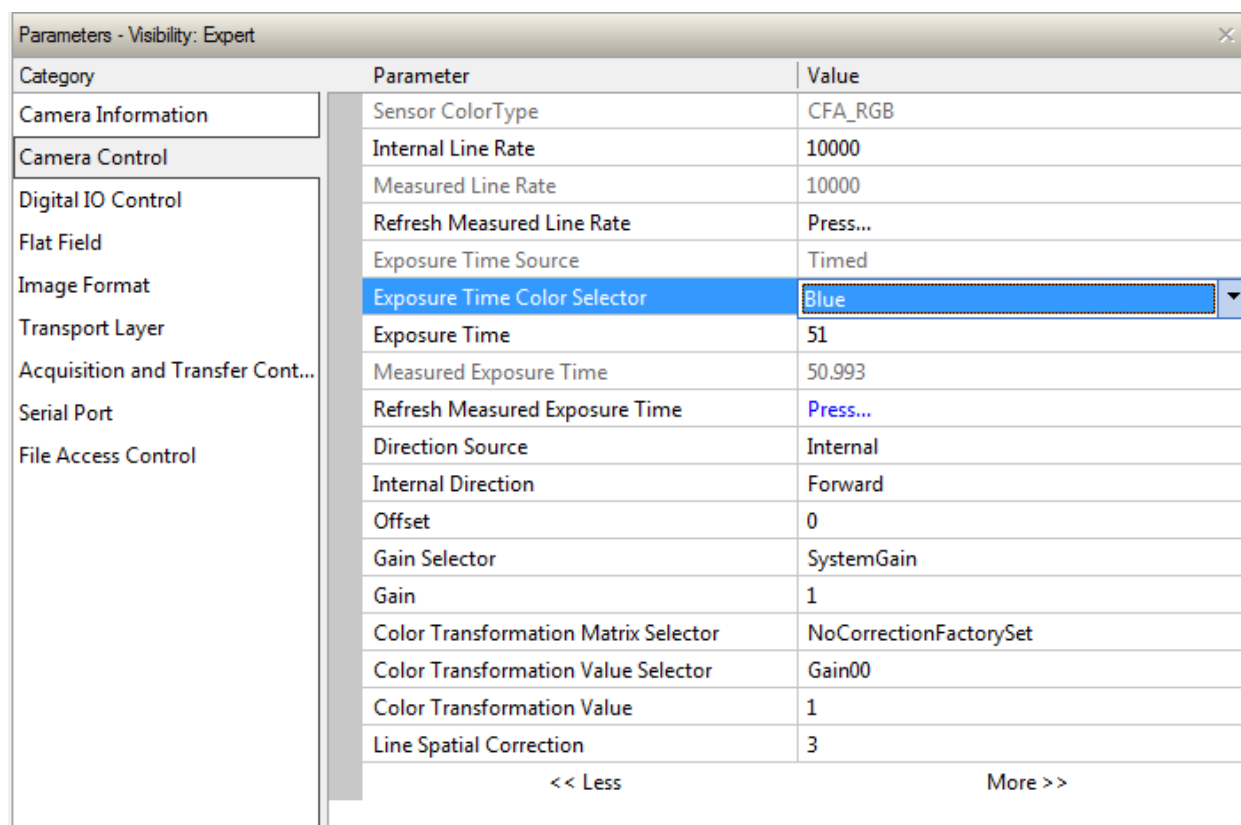 Parameters - Visibility: Expert
Category Parameter Value
Camera Information
Camera Control
Digital IO Control
Flat Field
Image Format
Transport Layer
Acquisition and Transfer Cont...
Serial Port
File Access Control
Sensor ColorType CFA_RGB
Internal Line Rate 10000
Measured Line Rate 10000
Refresh Measured Line Rate Press...
Exposure Time Source Timed
Exposure Time Color Selector Blue
Exposure Time 51
Measured Exposure Time 50.993
Refresh Measured Exposure Time Press...
Direction Source Internal
Internal Direction Forward
Offset 0
Gain Selector SystemGain
Gain 1
Color Transformation Matrix Selector NoCorrectionFactorySet
Color Transformation Value Selector Gain00
Color Transformation Value 1
Line Spatial Correction 3
<< Less More >>